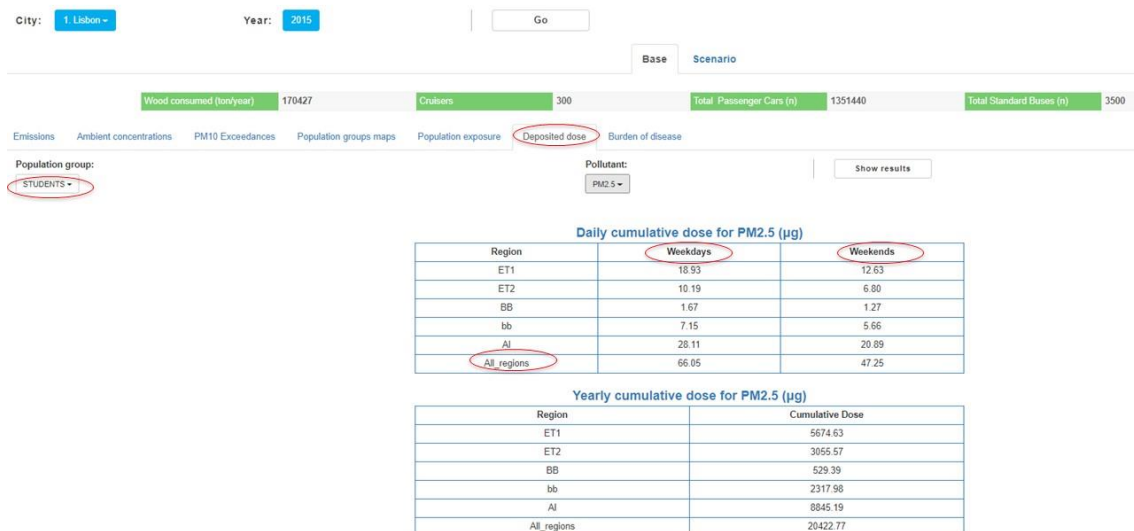 City: 1. Lisbon Year: 2015 Go
Base Scenario
Wood consumed (ton/year) 170427 Cruisers 300 Total Passenger Cars (n) 1351440 Total Standard Buses (n) 3500
Emissions Ambient concentrations PM10 Exceedances Population groups maps Population exposure Deposited dose Burden of disease
Population group: Pollutant: Show results
STUDENTS PM2.5
Daily cumulative dose for PM2.5 (µg)
Region Weekdays Weekends
ET1 18.93 12.63
ET2 10.19 6.80
BB 1.67 1.27
bb 7.15 5.66
AI 28.11 20.89
All_regions 66.05 47.25
Yearly cumulative dose for PM2.5 (µg)
Region Cumulative Dose
ET1 5674.63
ET2 3055.57
BB 529.39
bb 2317.98
AI 8845.19
All_regions 20422.77